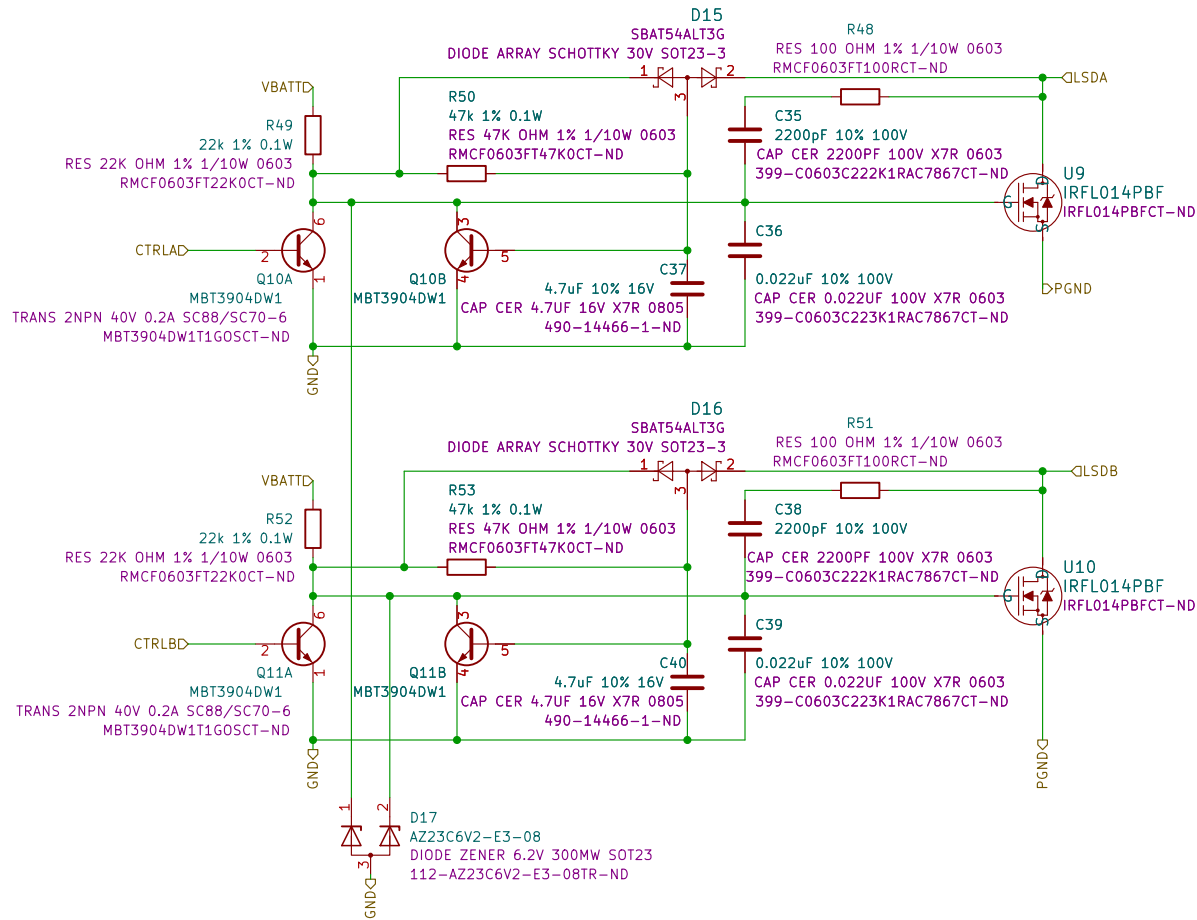 D15
SBAT54ALT3G
DIODE ARRAY SCHOTTKY 30V SOT23-3
R48
RES 100 OHM 1% 1/10W 0603
RMCF0603FT100RCT-ND
1
2
3
LSDA
VBATT
R50
47k 1% 0.1W
RES 47K OHM 1% 1/10W 0603
RMCF0603FT47K0CT-ND
R49
22k 1% 0.1W
RES 22K OHM 1% 1/10W 0603
RMCF0603FT22K0CT-ND
C35
2200pF 10% 100V
CAP CER 2200PF 100V X7R 0603
399-C0603C222K1RAC7867CT-ND
U9
IRFL014PBF
IRFL014PBFCT-ND
D
G
S
CTRLA
2
6
1
Q10A
MBT3904DW1
TRANS 2NPN 40V 0.2A SC88/SC70-6
MBT3904DW1T1GOSCT-ND
3
5
4
Q10B
MBT3904DW1
C37
4.7uF 10% 16V
CAP CER 4.7UF 16V X7R 0805
490-14466-1-ND
C36
0.022uF 10% 100V
CAP CER 0.022UF 100V X7R 0603
399-C0603C223K1RAC7867CT-ND
PGND
GND
D16
SBAT54ALT3G
DIODE ARRAY SCHOTTKY 30V SOT23-3
R51
RES 100 OHM 1% 1/10W 0603
RMCF0603FT100RCT-ND
1
2
3
LSDB
VBATT
R53
47k 1% 0.1W
RES 47K OHM 1% 1/10W 0603
RMCF0603FT47K0CT-ND
R52
22k 1% 0.1W
RES 22K OHM 1% 1/10W 0603
RMCF0603FT22K0CT-ND
C38
2200pF 10% 100V
CAP CER 2200PF 100V X7R 0603
399-C0603C222K1RAC7867CT-ND
U10
IRFL014PBF
IRFL014PBFCT-ND
D
G
S
CTRLB
2
6
1
Q11A
MBT3904DW1
TRANS 2NPN 40V 0.2A SC88/SC70-6
MBT3904DW1T1GOSCT-ND
3
5
4
Q11B
MBT3904DW1
C40
4.7uF 10% 16V
CAP CER 4.7UF 16V X7R 0805
490-14466-1-ND
C39
0.022uF 10% 100V
CAP CER 0.022UF 100V X7R 0603
399-C0603C223K1RAC7867CT-ND
GND
PGND
1
2
3
D17
AZ23C6V2-E3-08
DIODE ZENER 6.2V 300MW SOT23
112-AZ23C6V2-E3-08TR-ND
GND